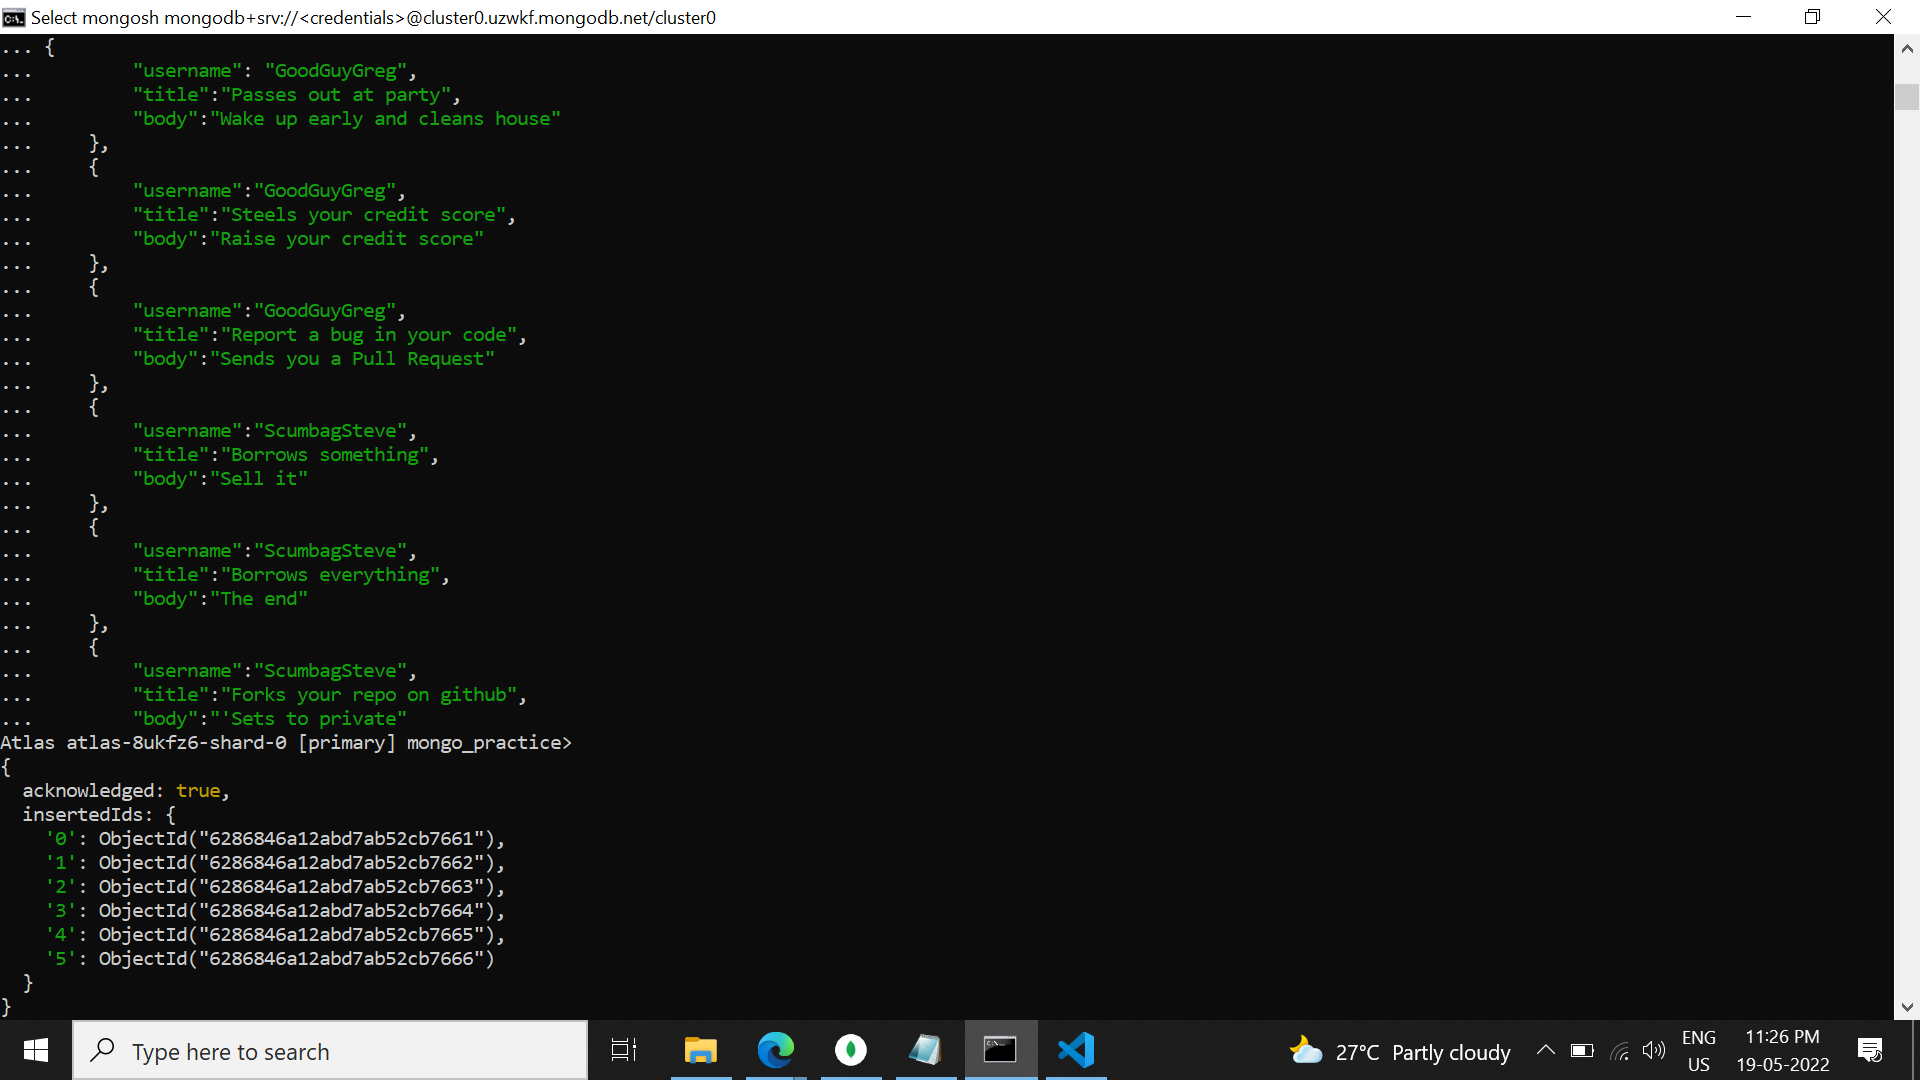 Select mongosh mongodb+srv://<credentials>@cluster0.uzwkf.mongodb.net/cluster0
... {
...         "username": "GoodGuyGreg",
...         "title":"Passes out at party",
...         "body":"Wake up early and cleans house"
...     },
...     {
...         "username":"GoodGuyGreg",
...         "title":"Steels your credit score",
...         "body":"Raise your credit score"
...     },
...     {
...         "username":"GoodGuyGreg",
...         "title":"Report a bug in your code",
...         "body":"Sends you a Pull Request"
...     },
...     {
...         "username":"ScumbagSteve",
...         "title":"Borrows something",
...         "body":"Sell it"
...     },
...     {
...         "username":"ScumbagSteve",
...         "title":"Borrows everything",
...         "body":"The end"
...     },
...     {
...         "username":"ScumbagSteve",
...         "title":"Forks your repo on github",
...         "body":"'Sets to private"
Atlas atlas-8ukfz6-shard-0 [primary] mongo_practice>
{
  acknowledged: true,
  insertedIds: {
    '0': ObjectId("6286846a12abd7ab52cb7661"),
    '1': ObjectId("6286846a12abd7ab52cb7662"),
    '2': ObjectId("6286846a12abd7ab52cb7663"),
    '3': ObjectId("6286846a12abd7ab52cb7664"),
    '4': ObjectId("6286846a12abd7ab52cb7665"),
    '5': ObjectId("6286846a12abd7ab52cb7666")
  }
}
Type here to search
27°C Partly cloudy
ENG
US
11:26 PM
19-05-2022